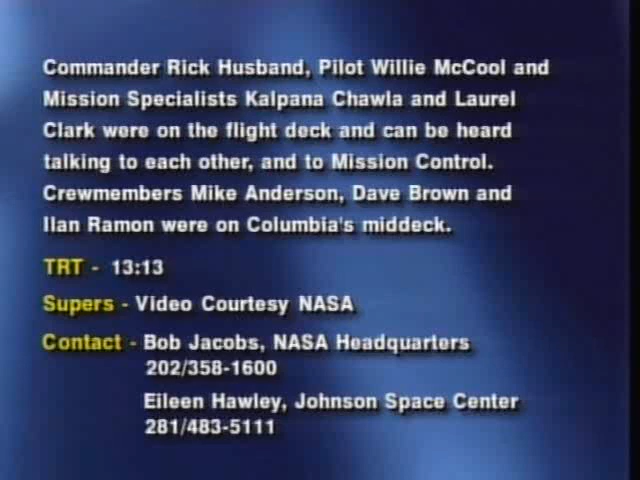 Commander Rick Husband, Pilot Willie McCool and
Mission Specialists Kalpana Chawla and Laurel
Clark were on the flight deck and can be heard
talking to each other, and to Mission Control.
Crewmembers Mike Anderson, Dave Brown and
Ilan Ramon were on Columbia's middeck.
TRT - 13:13
Supers - Video Courtesy NASA
Contact - Bob Jacobs, NASA Headquarters
202/358-1600
Eileen Hawley, Johnson Space Center
281/483-5111